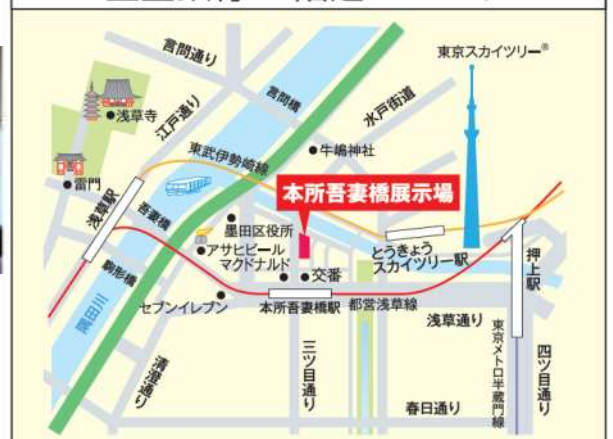 言問通り
東京スカイツリー®
言問橋
水戸街道
浅草寺
江戸通り
東武伊勢崎線
牛嶋神社
雷門
浅草駅
本所吾妻橋展示場
吾妻橋
墨田区役所
アサヒビール
マクドナルド
交番
とうきょう
スカイツリー駅
押上駅
駒形橋
セブンイレブン
本所吾妻橋駅
都営浅草線
浅草通り
隅田川
清澄通り
三ツ目通り
春日通り
東京メトロ半蔵門線
四ツ目通り